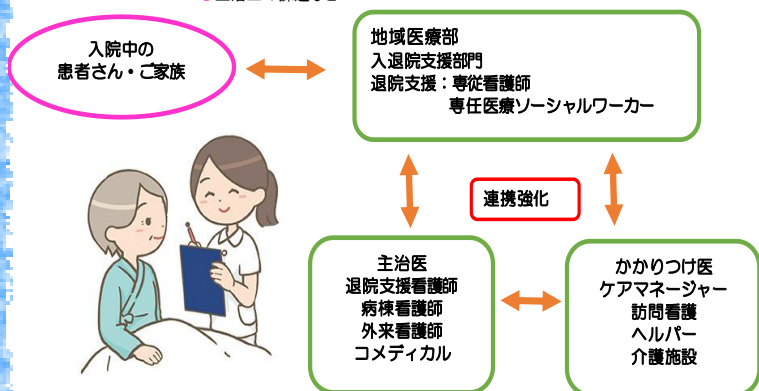 入院中の
患者さん・ご家族
地域医療部
入退院支援部門
退院支援：専従看護師
専任医療ソーシャルワーカー
連携強化
主治医
退院支援看護師
病棟看護師
外来看護師
コメディカル
かかりつけ医
ケアマネージャー
訪問看護
ヘルパー
介護施設